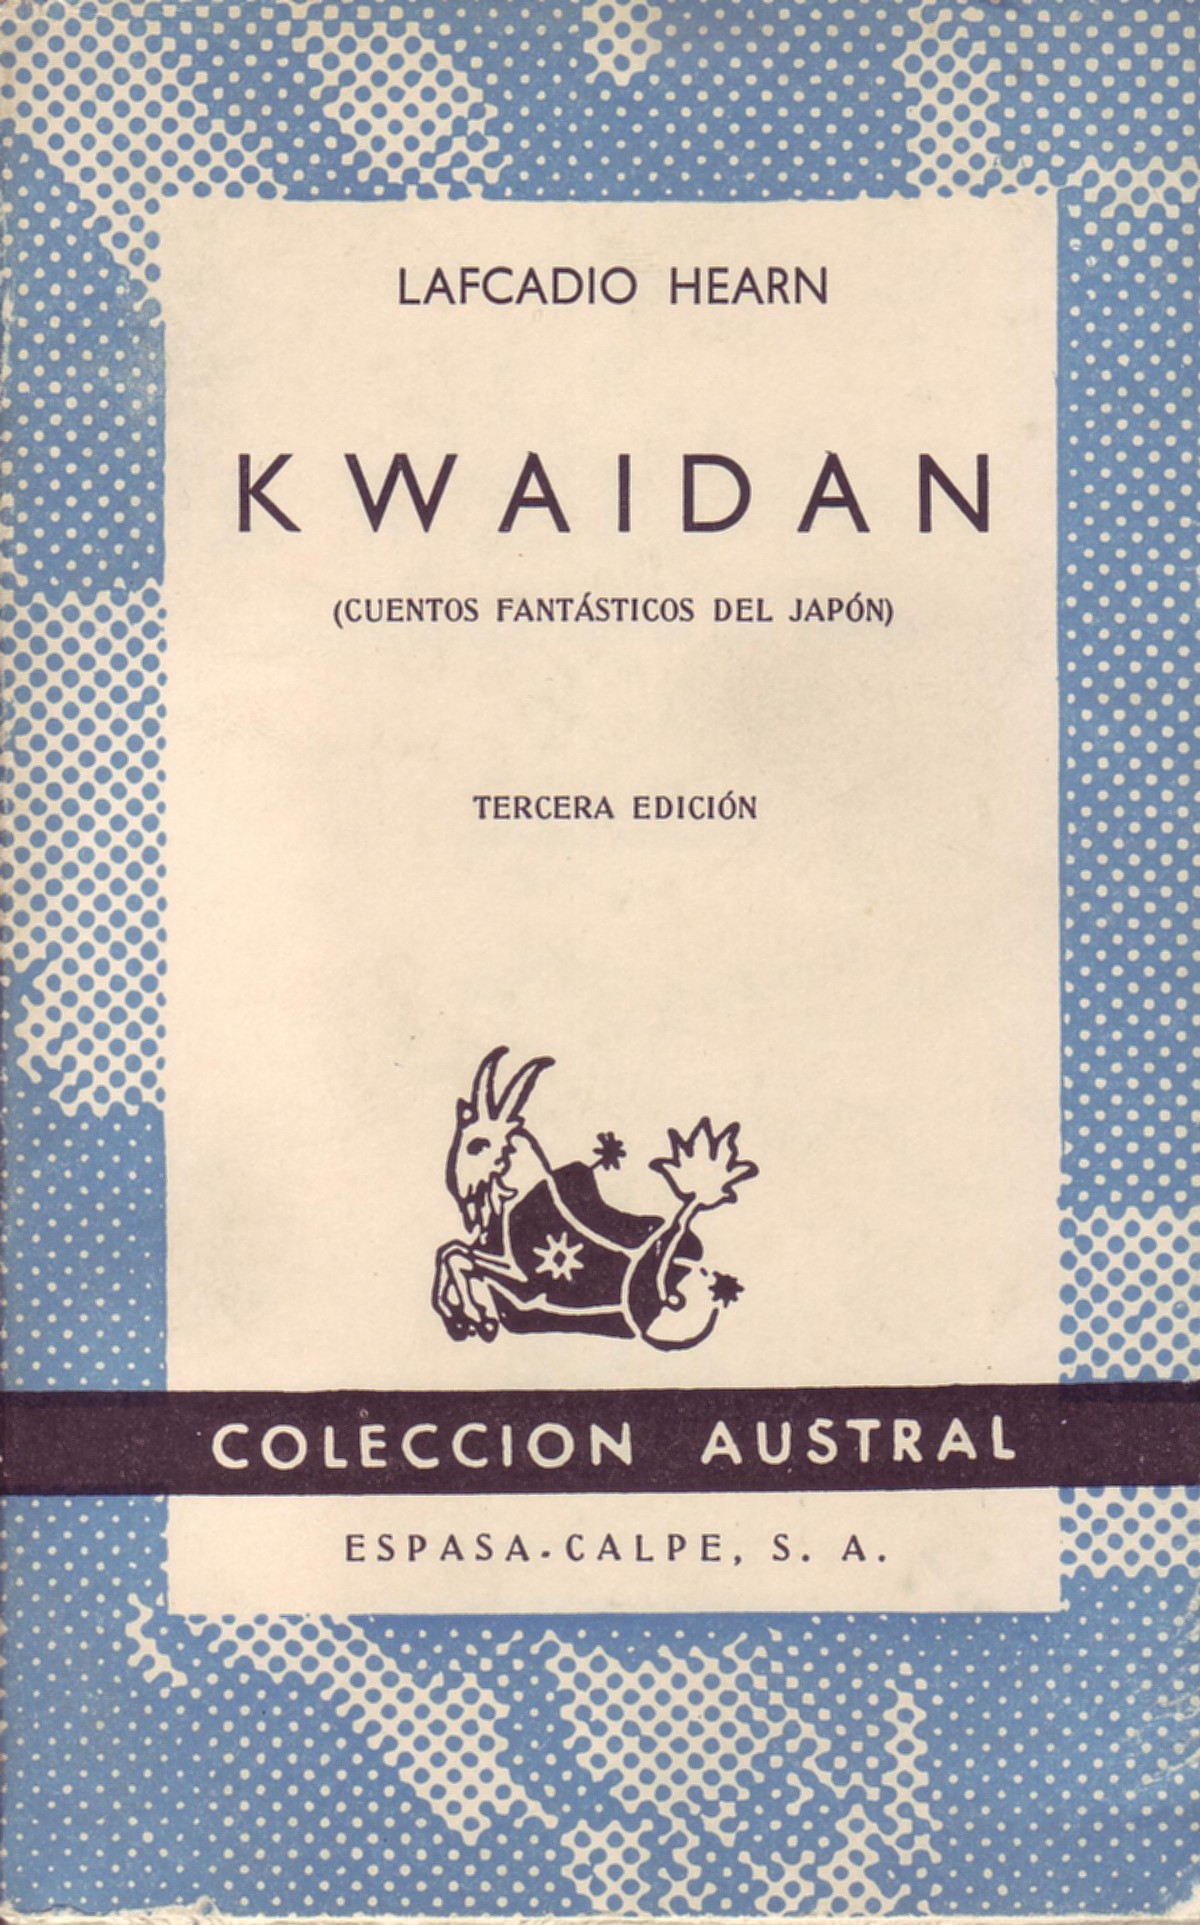 LAFCADIO HEARN
KWAIDAN
(CUENTOS FANTÁSTICOS DEL JAPÓN)
TERCERA EDICIÓN
COLECCION AUSTRAL
ESPASA-CALPE, S. A.